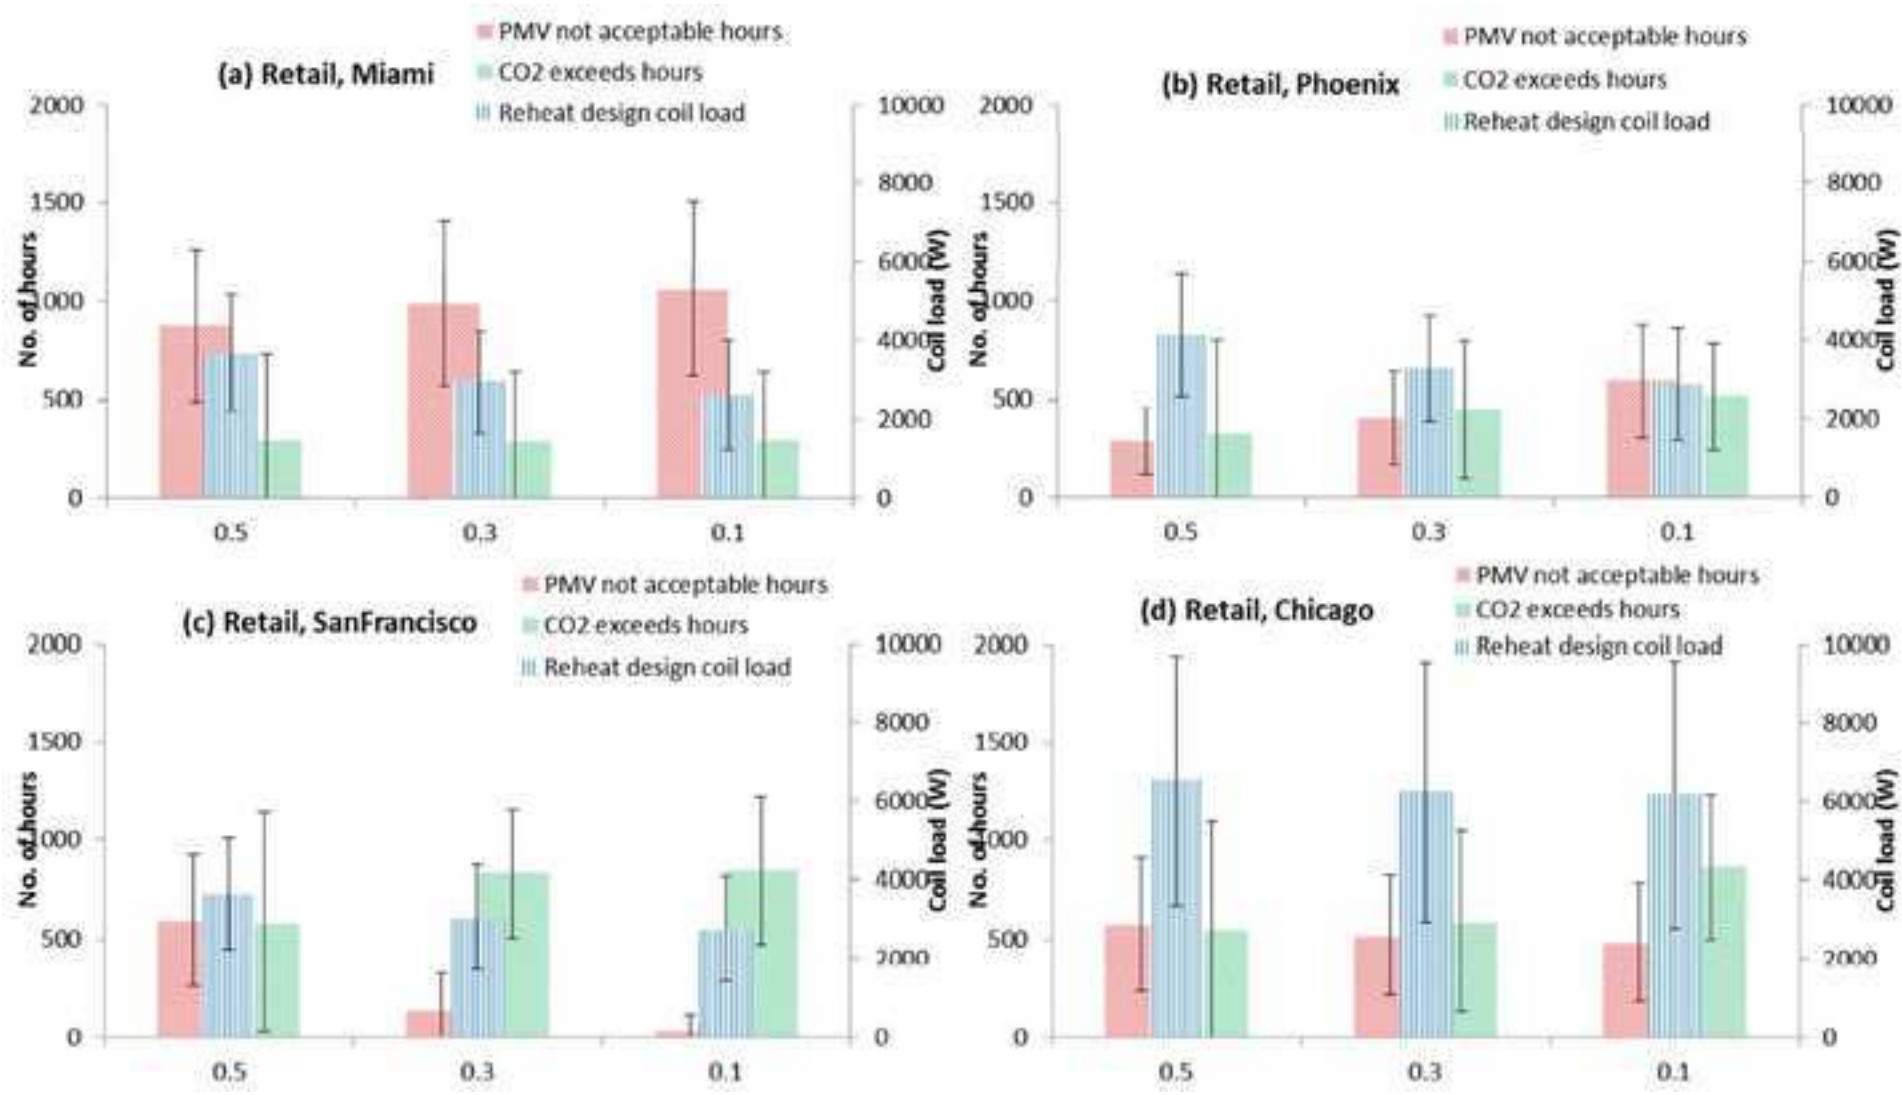 (a) Retail, Miami
PMV not acceptable hours
CO2 exceeds hours
Reheat design coil load
2000
1500
1000
500
0
No. of hours
10000
8000
6000
4000
2000
0
Coil load (W)
0.5
0.3
0.1
(b) Retail, Phoenix
PMV not acceptable hours
CO2 exceeds hours
Reheat design coil load
2000
1500
1000
500
0
No. of hours
10000
8000
6000
4000
2000
0
Coil load (W)
0.5
0.3
0.1
(c) Retail, SanFrancisco
PMV not acceptable hours
CO2 exceeds hours
Reheat design coil load
2000
1500
1000
500
0
No. of hours
10000
8000
6000
4000
2000
0
Coil load (W)
0.5
0.3
0.1
(d) Retail, Chicago
PMV not acceptable hours
CO2 exceeds hours
Reheat design coil load
2000
1500
1000
500
0
No. of hours
10000
8000
6000
4000
2000
0
Coil load (W)
0.5
0.3
0.1